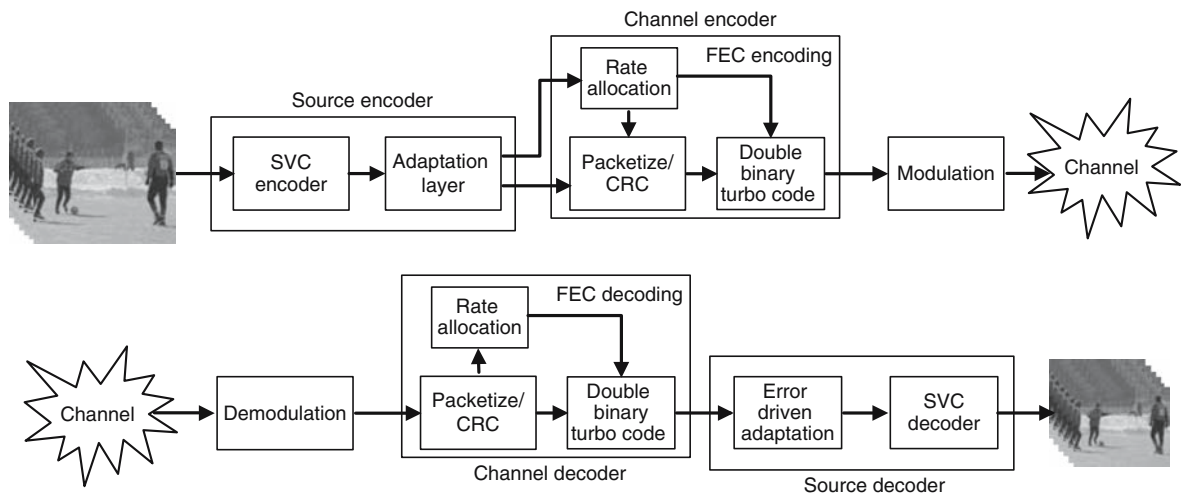 Channel encoder
Rate
allocation
FEC encoding
Source encoder
SVC
encoder
Adaptation
layer
Packetize/
CRC
Double
binary
turbo code
Modulation
Channel
Rate
allocation
FEC decoding
Channel
Demodulation
Packetize/
CRC
Double
binary
turbo code
Error
driven
adaptation
SVC
decoder
Channel decoder
Source decoder